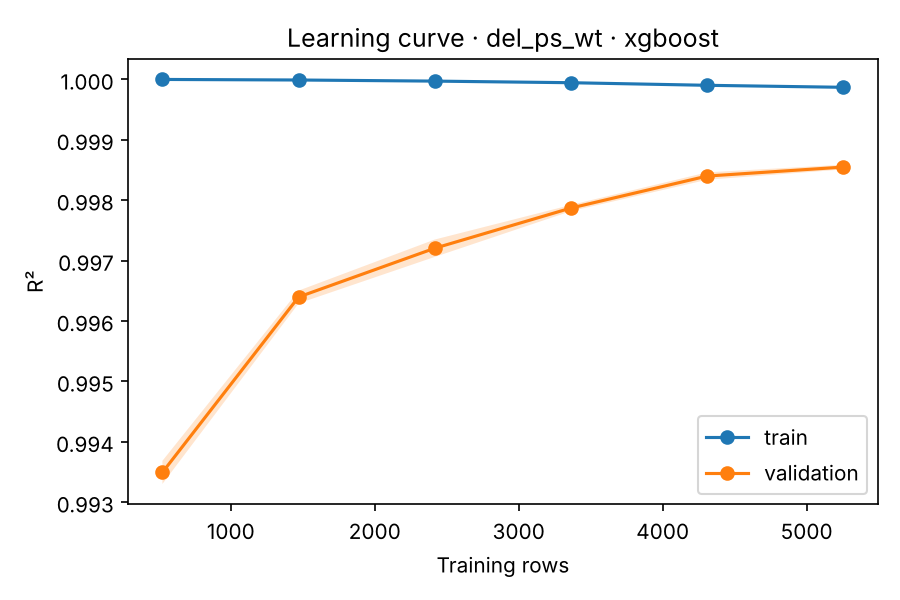 Learning curve · del_ps_wt · xgboost
1.000
0.999
0.998
0.997
0.996
0.995
0.994
0.993
R²
train
validation
1000 2000 3000 4000 5000
Training rows